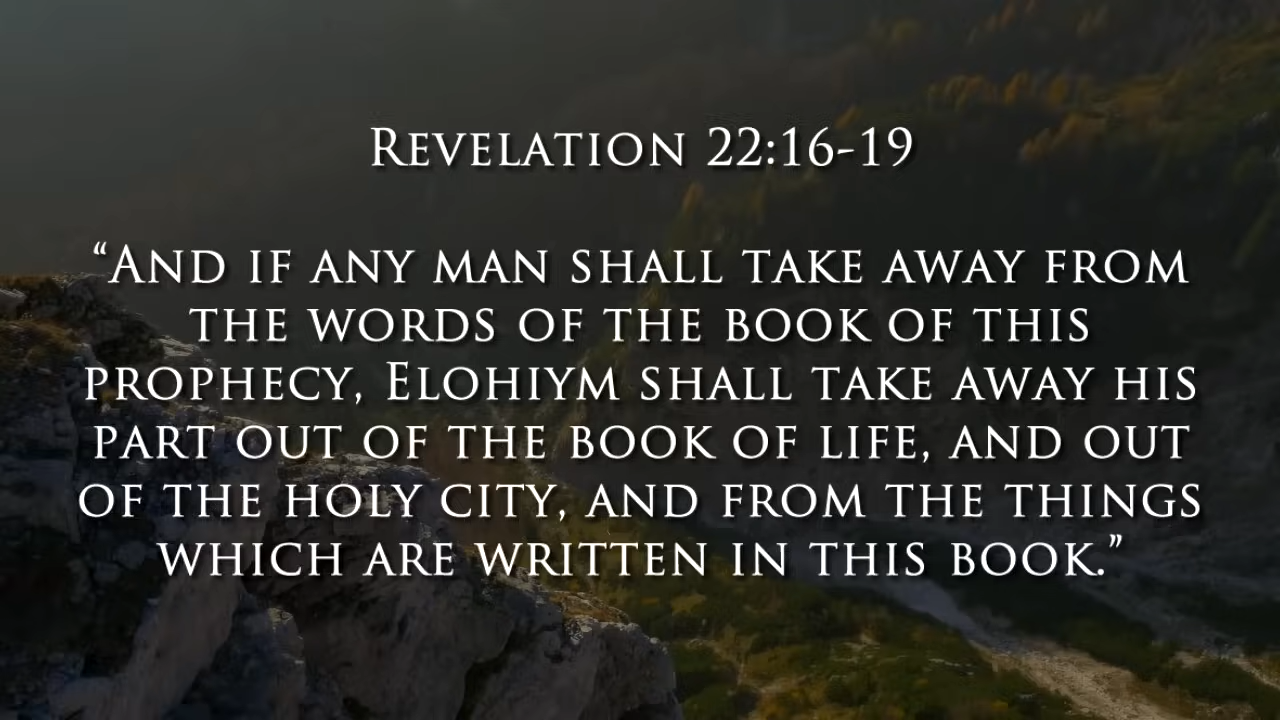 Revelation 22:16-19
“And if any man shall take away from
the words of the book of this
prophecy, Elohiym shall take away his
part out of the book of life, and out
of the holy city, and from the things
which are written in this book.”